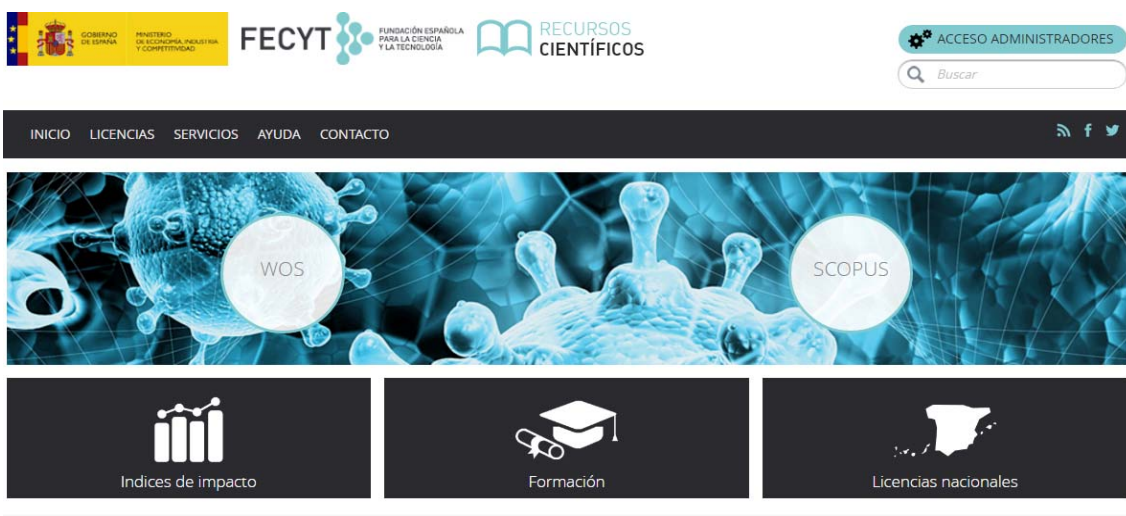 GOBIERNO
DE ESPAÑA
MINISTERIO
DE ECONOMÍA, INDUSTRIA
Y COMPETITIVIDAD
FECYT
FUNDACIÓN ESPAÑOLA
PARA LA CIENCIA
Y LA TECNOLOGÍA
RECURSOS
CIENTÍFICOS
ACCESO ADMINISTRADORES
Buscar
INICIO LICENCIAS SERVICIOS AYUDA CONTACTO
WOS
SCOPUS
Indices de impacto
Formación
Licencias nacionales